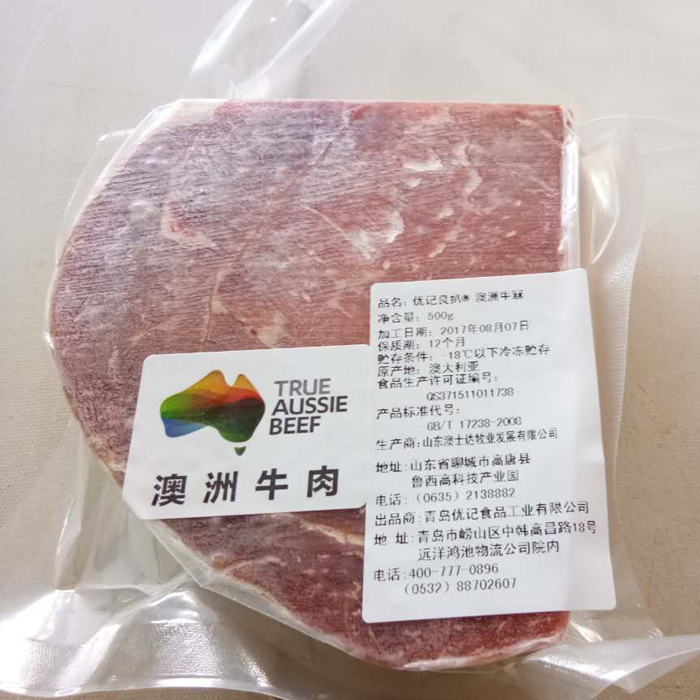 TRUE
AUSSIE
BEEF
澳洲牛肉
品名：优记良扒® 澳洲牛霖
净含量：500g
加工日期：2017年08月07日
保质期：12个月
贮存条件：-18℃以下冷冻贮存
原产地：澳大利亚
食品生产许可证编号：
QS371511011738
产品标准代号：
GB/T 17238-2008
生产商：山东澳士达牧业发展有限公司
地址：山东省聊城市高唐县
鲁西高科技产业园
电话：（0635）2138882
出品商：青岛优记食品工业有限公司
地 址：青岛市崂山区中韩高昌路18号
远洋鸿池物流公司院内
电话：400-777-0896
（0532）88702607